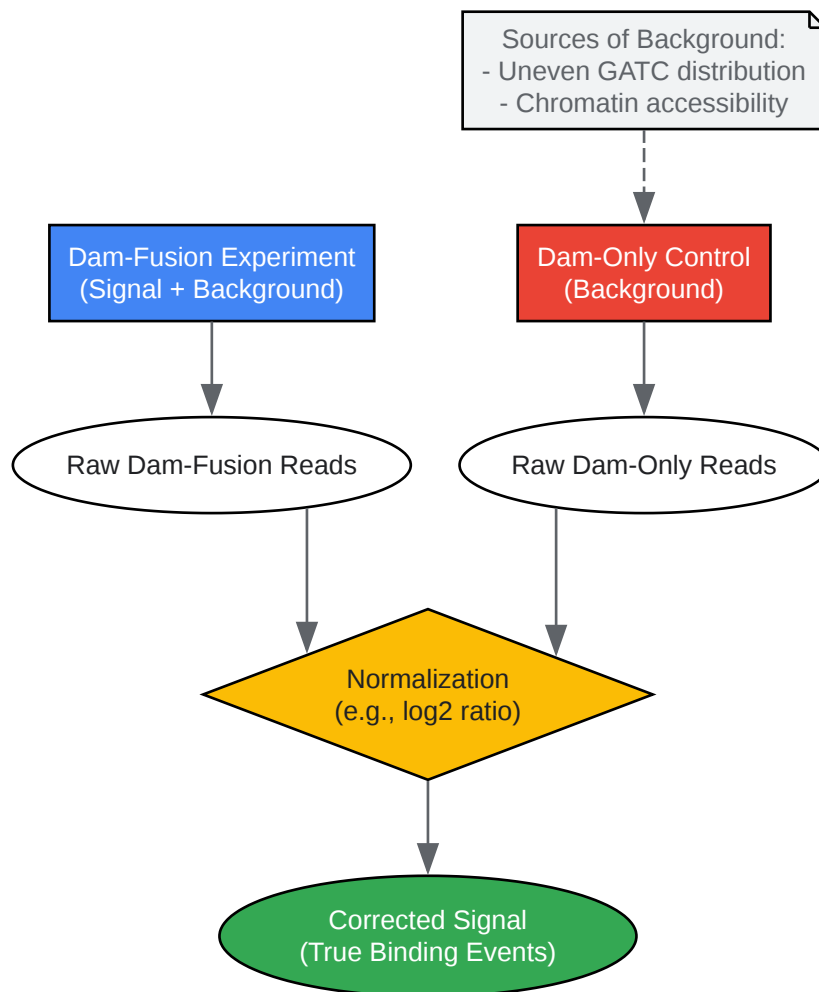 Sources of Background:
- Uneven GATC distribution
- Chromatin accessibility
Dam-Fusion Experiment
(Signal + Background)
Dam-Only Control
(Background)
Raw Dam-Fusion Reads
Raw Dam-Only Reads
Normalization
(e.g., log2 ratio)
Corrected Signal
(True Binding Events)